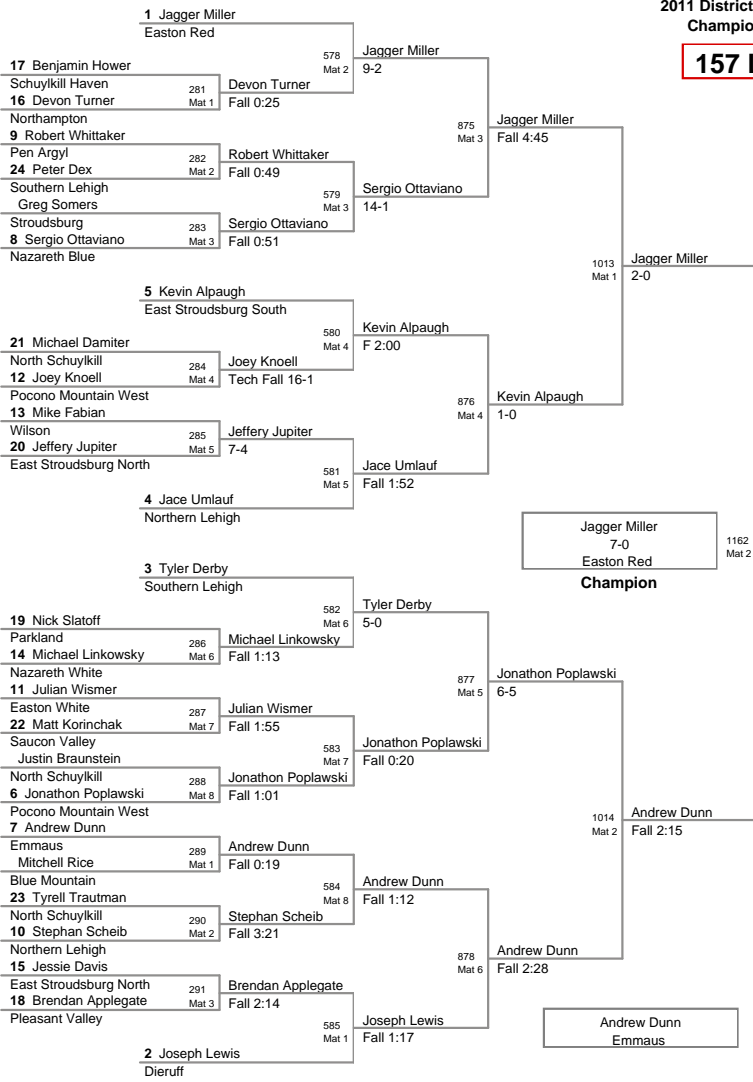 2011 District
Champio
157
1 Jagger Miller
Easton Red
578
Mat 2
Jagger Miller
9-2
17 Benjamin Hower
Schuylkill Haven
281
Mat 1
Devon Turner
Fall 0:25
16 Devon Turner
Northampton
875
Mat 3
Jagger Miller
Fall 4:45
9 Robert Whittaker
Pen Argyl
282
Mat 2
Robert Whittaker
Fall 0:49
24 Peter Dex
Southern Lehigh
579
Mat 3
Sergio Ottaviano
14-1
Greg Somers
Stroudsburg
283
Mat 3
Sergio Ottaviano
Fall 0:51
8 Sergio Ottaviano
Nazareth Blue
1013
Mat 1
Jagger Miller
2-0
5 Kevin Alpaugh
East Stroudsburg South
580
Mat 4
Kevin Alpaugh
F 2:00
21 Michael Damiter
North Schuylkill
284
Mat 4
Joey Knoell
Tech Fall 16-1
12 Joey Knoell
Pocono Mountain West
876
Mat 4
Kevin Alpaugh
1-0
13 Mike Fabian
Wilson
285
Mat 5
Jeffery Jupiter
7-4
20 Jeffery Jupiter
East Stroudsburg North
581
Mat 5
Jace Umlauf
Fall 1:52
4 Jace Umlauf
Northern Lehigh
Jagger Miller
7-0
Easton Red
Champion
1162
Mat 2
3 Tyler Derby
Southern Lehigh
582
Mat 6
Tyler Derby
5-0
19 Nick Slatoff
Parkland
286
Mat 6
Michael Linkowsky
Fall 1:13
14 Michael Linkowsky
Nazareth White
877
Mat 5
Jonathon Poplawski
6-5
11 Julian Wismer
Easton White
287
Mat 7
Julian Wismer
Fall 1:55
22 Matt Korinchak
Saucon Valley
583
Mat 7
Jonathon Poplawski
Fall 0:20
Justin Braunstein
North Schuylkill
288
Mat 8
Jonathon Poplawski
Fall 1:01
6 Jonathon Poplawski
Pocono Mountain West
1014
Mat 2
Andrew Dunn
Fall 2:15
7 Andrew Dunn
Emmaus
289
Mat 1
Andrew Dunn
Fall 0:19
Mitchell Rice
Blue Mountain
584
Mat 8
Andrew Dunn
Fall 1:12
23 Tyrell Trautman
North Schuylkill
290
Mat 2
Stephan Scheib
Fall 3:21
10 Stephan Scheib
Northern Lehigh
878
Mat 6
Andrew Dunn
Fall 2:28
15 Jessie Davis
East Stroudsburg North
291
Mat 3
Brendan Applegate
Fall 2:14
18 Brendan Applegate
Pleasant Valley
585
Mat 1
Joseph Lewis
Fall 1:17
2 Joseph Lewis
Dieruff
Andrew Dunn
Emmaus